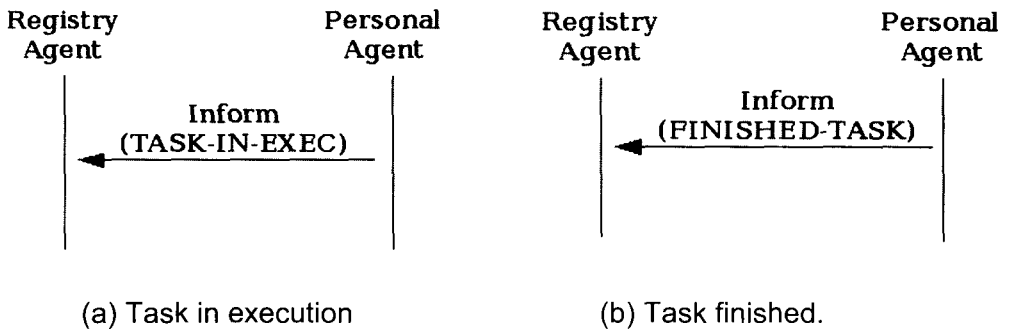 Registry Agent
Personal Agent
Inform
(TASK-IN-EXEC)
(a) Task in execution
Registry Agent
Personal Agent
Inform
(FINISHED-TASK)
(b) Task finished.